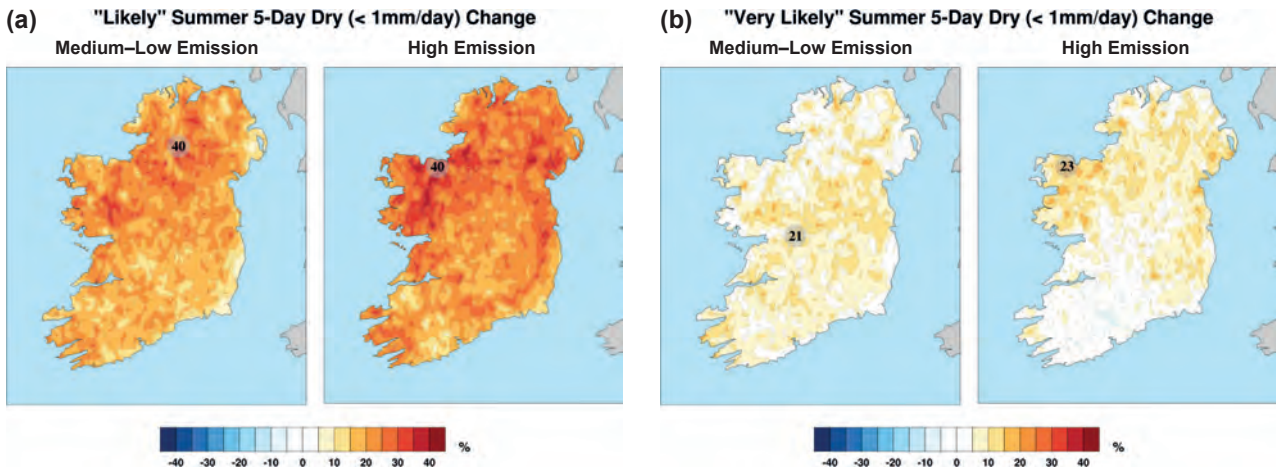 (a)
"Likely" Summer 5-Day Dry (< 1mm/day) Change
Medium–Low Emission High Emission
40
40
-40 -30 -20 -10 0 10 20 30 40 %
(b)
"Very Likely" Summer 5-Day Dry (< 1mm/day) Change
Medium–Low Emission High Emission
23
21
-40 -30 -20 -10 0 10 20 30 40 %